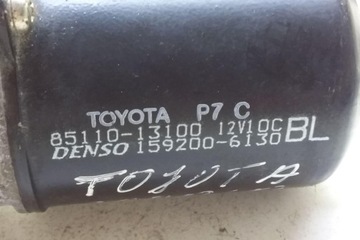 TOYOTA P7 C
85110-13100 12V10C BL
DENSO 159200-6130
TOYOTA